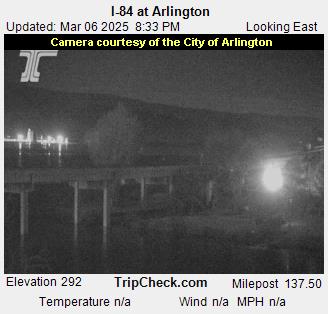 I-84 at Arlington
Updated: Mar 06 2025 8:33 PM Looking East
Camera courtesy of the City of Arlington
Elevation 292 TripCheck.com Milepost 137.50
Temperature n/a Wind n/a MPH n/a